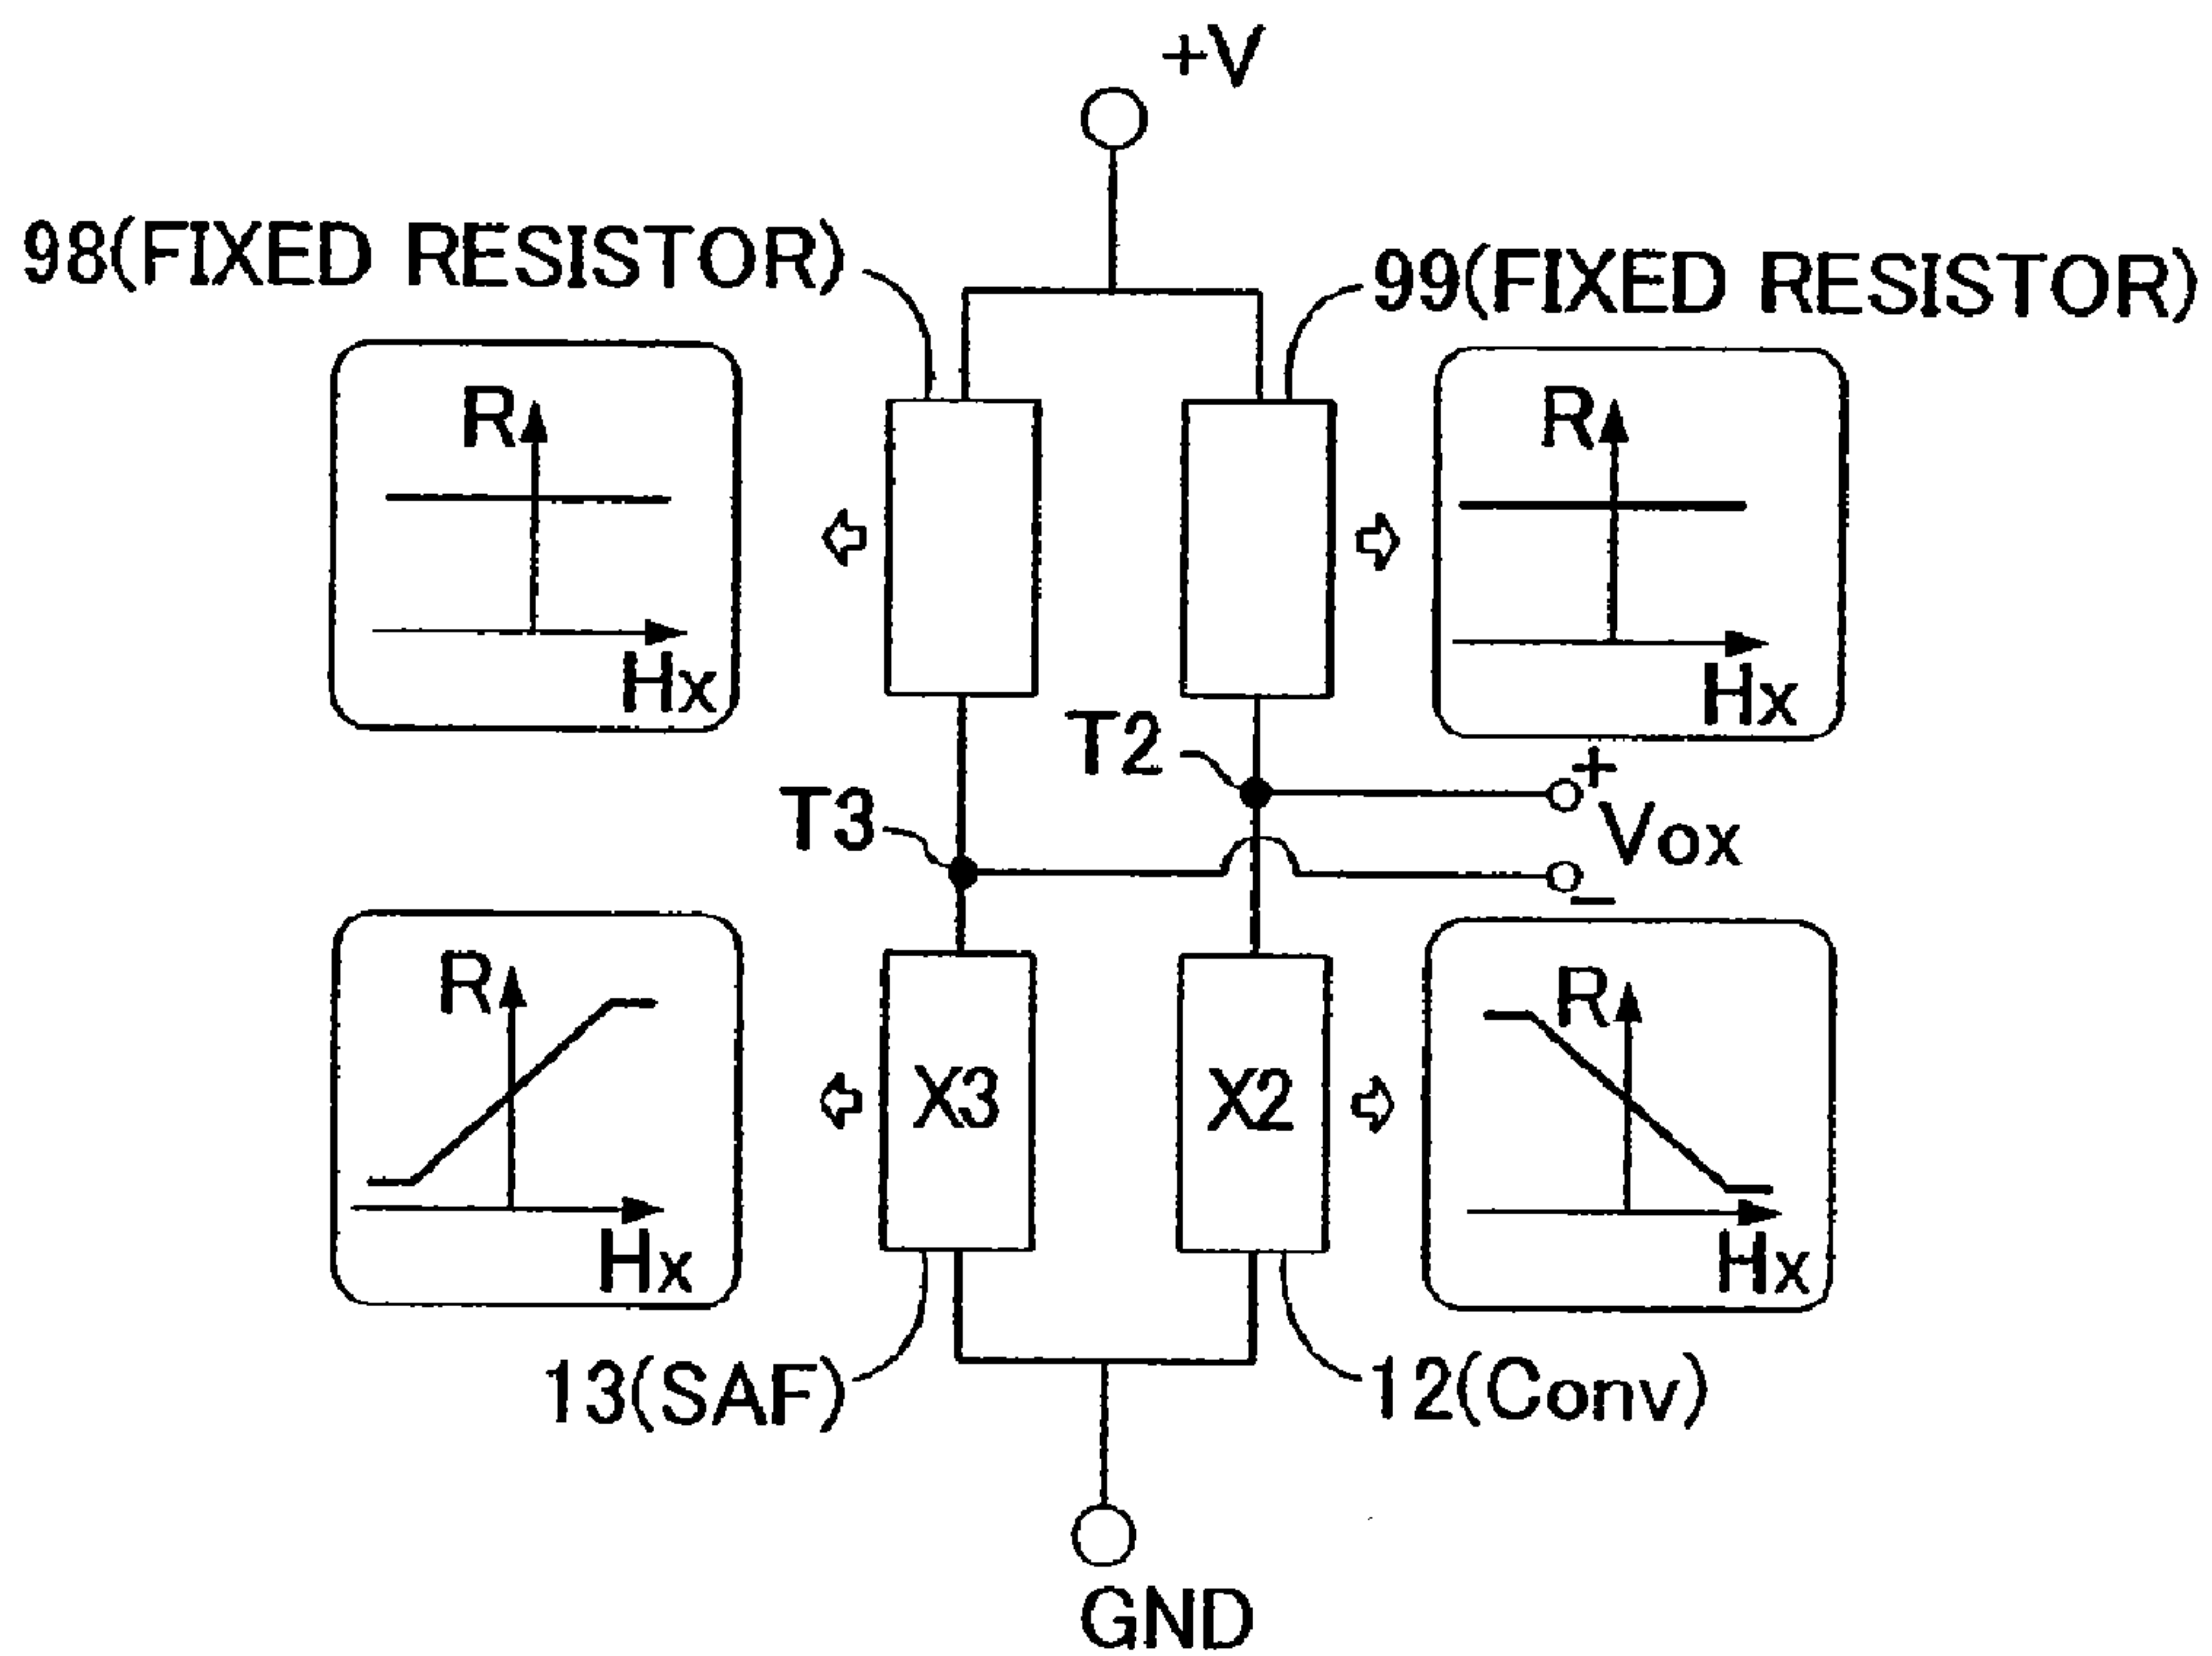 +V
98(FIXED RESISTOR)
99(FIXED RESISTOR)
R
Hx
R
Hx
T2
T3
+
Vox
−
R
Hx
X3
X2
R
Hx
13(SAF)
12(Conv)
GND